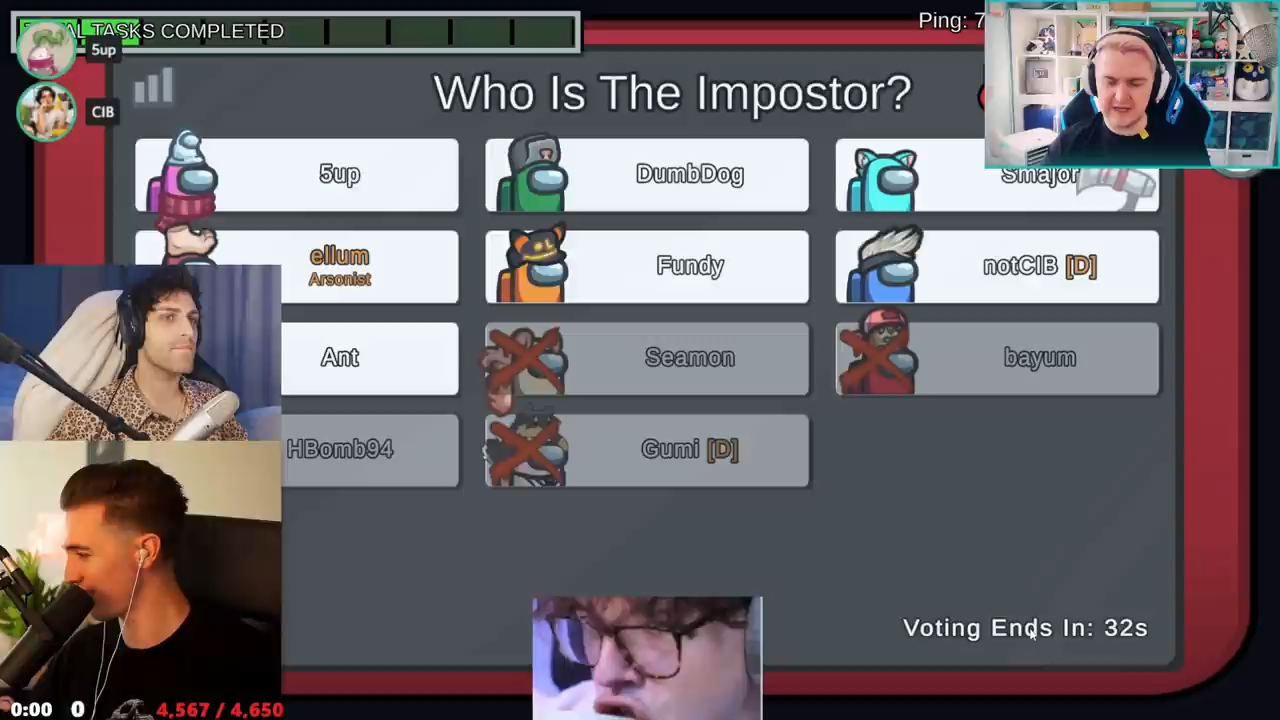 TOTAL TASKS COMPLETED
Ping: 7
5up
CIB
Who Is The Impostor?
5up
DumbDog
Smajor
ellum
Arsonist
Fundy
notCIB [D]
Ant
Seamon
bayum
HBomb94
Gumi [D]
Voting Ends In: 32s
0:00 0 4,567 / 4,650